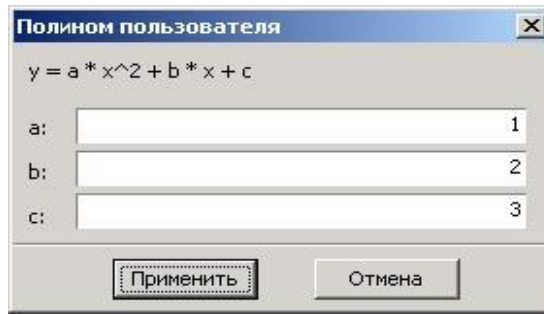 Полином пользователя
y = a * x^2 + b * x + c
a: 1
b: 2
c: 3
Применить Отмена